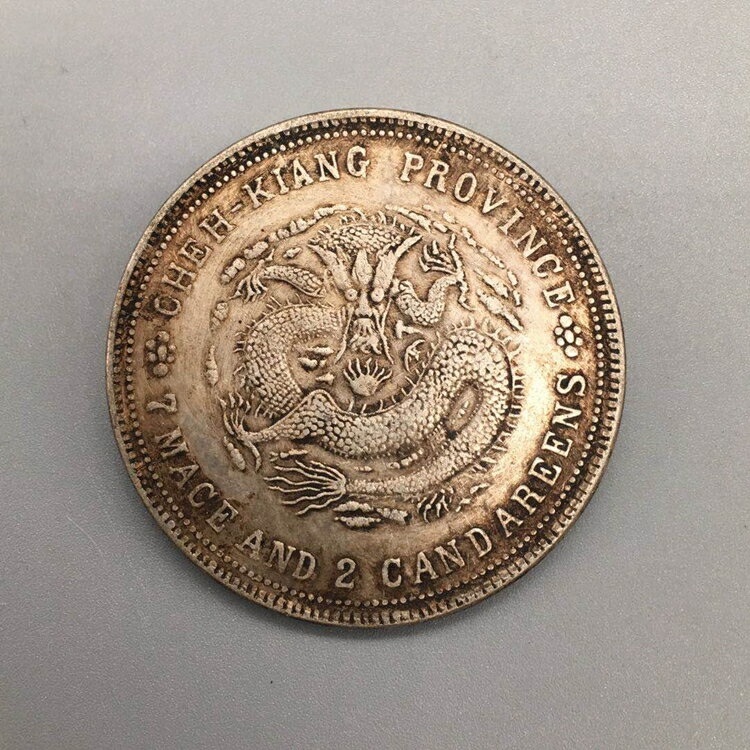 CHEH-KIANG PROVINCE
7 MACE AND 2 CANDAREENS